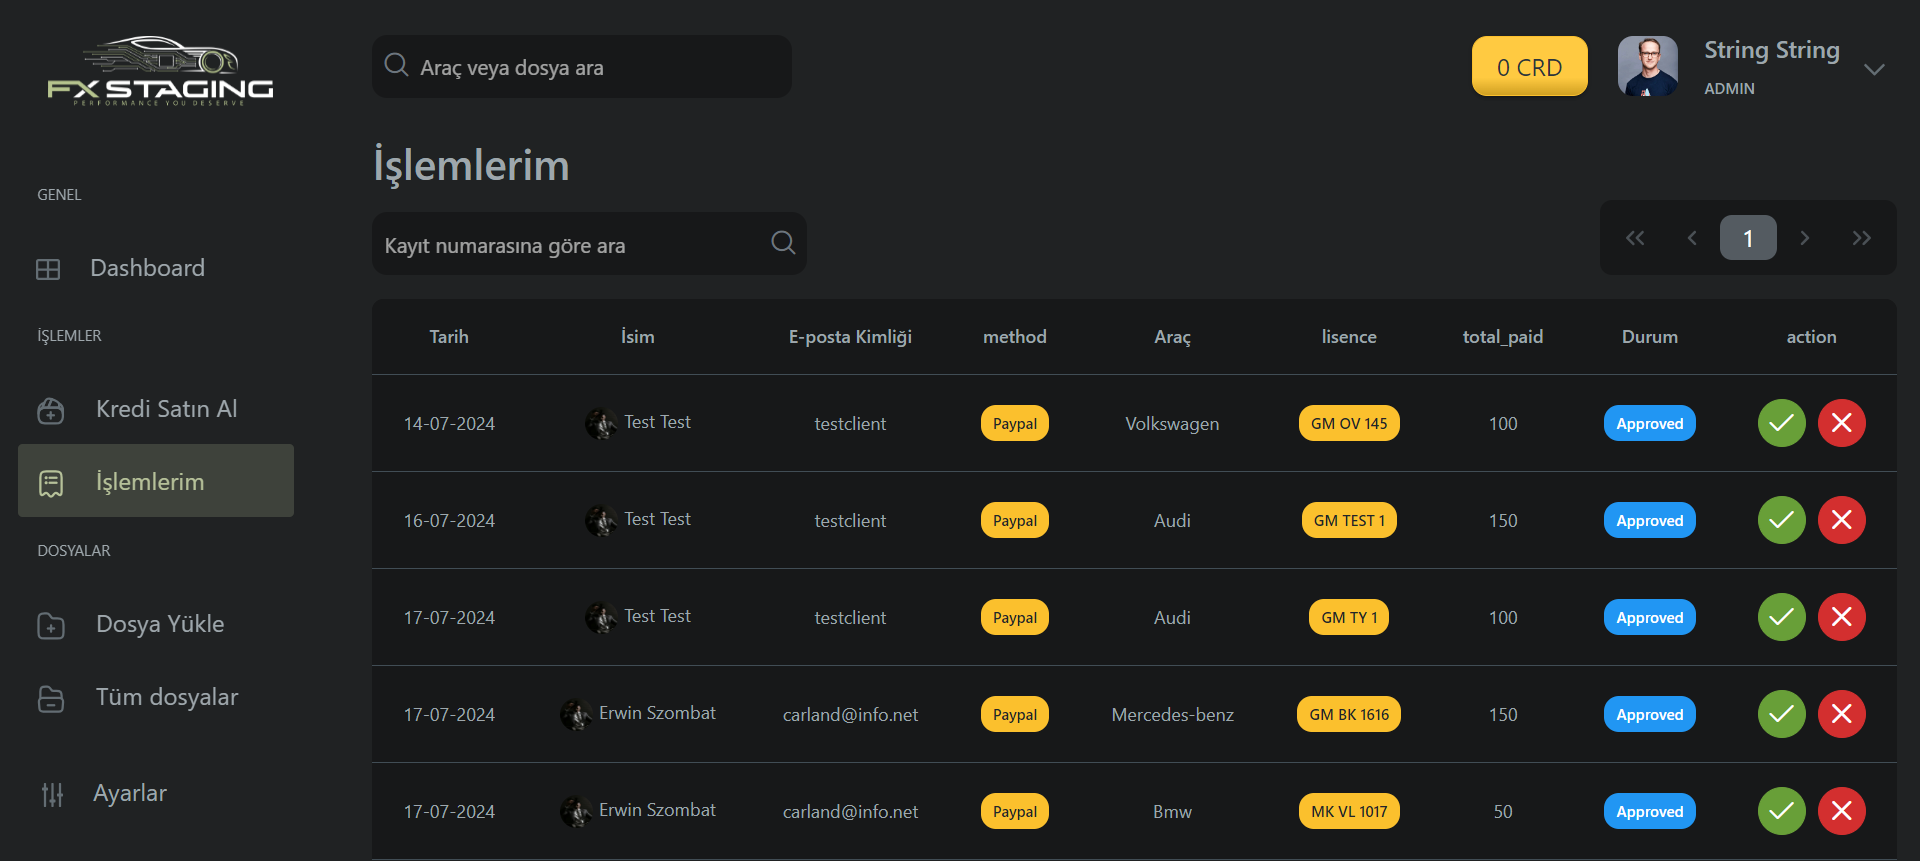 FX STAGING
PERFORMANCE YOU DESERVE
Araç veya dosya ara
0 CRD
String String
ADMIN
GENEL
Dashboard
İŞLEMLER
Kredi Satın Al
İşlemlerim
DOSYALAR
Dosya Yükle
Tüm dosyalar
Ayarlar
İşlemlerim
Kayıt numarasına göre ara
1
Tarih İsim E-posta Kimliği method Araç lisence total_paid Durum action
14-07-2024 Test Test testclient Paypal Volkswagen GM OV 145 100 Approved
16-07-2024 Test Test testclient Paypal Audi GM TEST 1 150 Approved
17-07-2024 Test Test testclient Paypal Audi GM TY 1 100 Approved
17-07-2024 Erwin Szombat carland@info.net Paypal Mercedes-benz GM BK 1616 150 Approved
17-07-2024 Erwin Szombat carland@info.net Paypal Bmw MK VL 1017 50 Approved